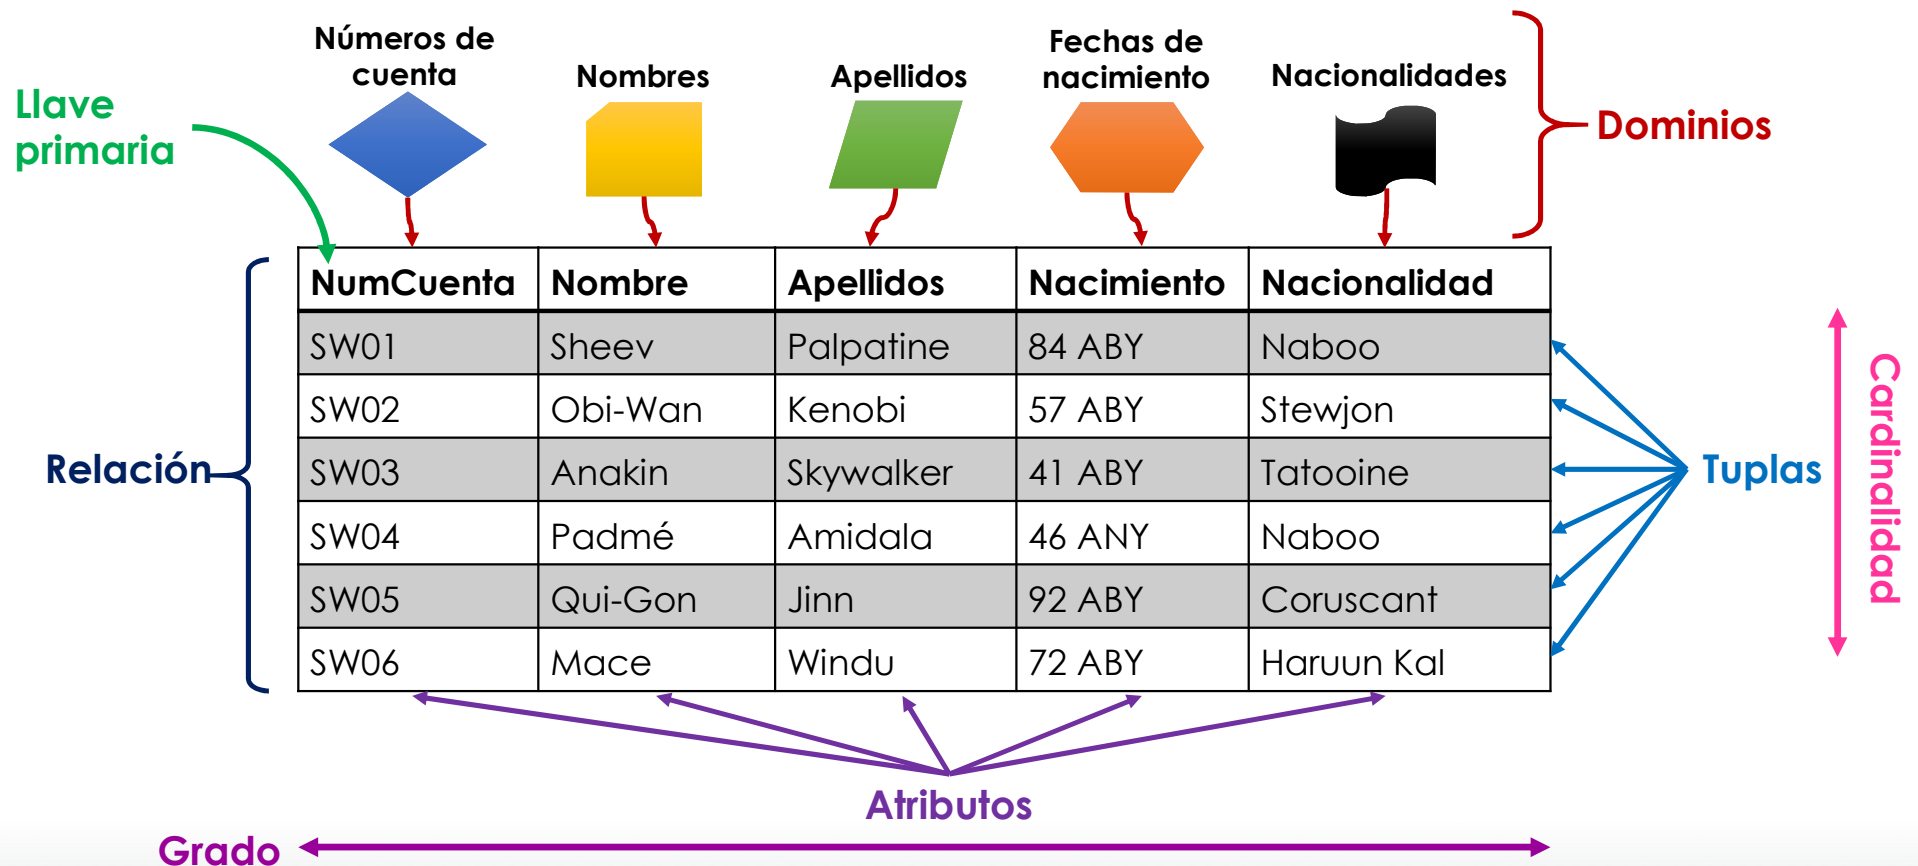 Números de
cuenta
Nombres
Apellidos
Fechas de
nacimiento
Nacionalidades
Llave
primaria
Dominios
NumCuenta Nombre Apellidos Nacimiento Nacionalidad
SW01 Sheev Palpatine 84 ABY Naboo
SW02 Obi-Wan Kenobi 57 ABY Stewjon
SW03 Anakin Skywalker 41 ABY Tatooine
SW04 Padmé Amidala 46 ANY Naboo
SW05 Qui-Gon Jinn 92 ABY Coruscant
SW06 Mace Windu 72 ABY Haruun Kal
Relación
Tuplas
Cardinalidad
Atributos
Grado